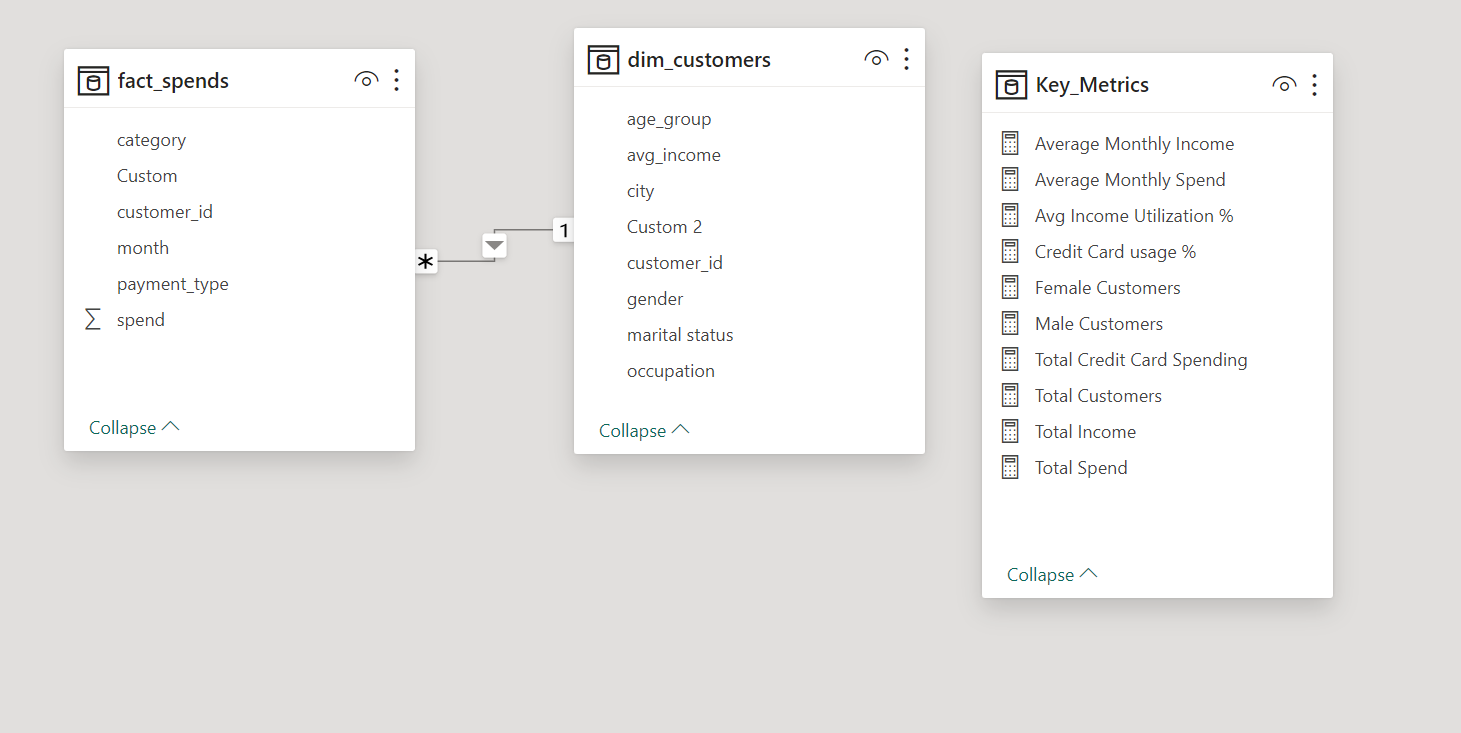 fact_spends
category
Custom
customer_id
month
payment_type
∑ spend
Collapse
*
1
dim_customers
age_group
avg_income
city
Custom 2
customer_id
gender
marital status
occupation
Collapse
Key_Metrics
Average Monthly Income
Average Monthly Spend
Avg Income Utilization %
Credit Card usage %
Female Customers
Male Customers
Total Credit Card Spending
Total Customers
Total Income
Total Spend
Collapse